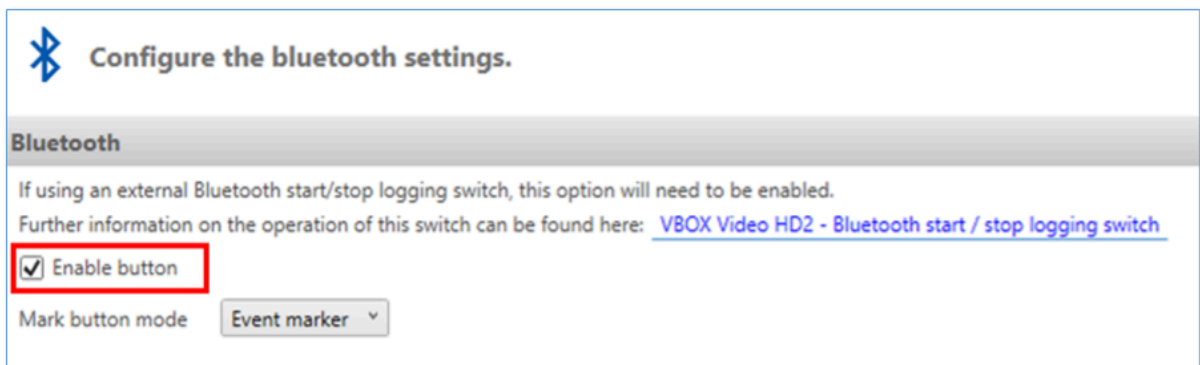 Configure the bluetooth settings.
Bluetooth
If using an external Bluetooth start/stop logging switch, this option will need to be enabled.
Further information on the operation of this switch can be found here: VBOX Video HD2 - Bluetooth start / stop logging switch
Enable button
Mark button mode Event marker